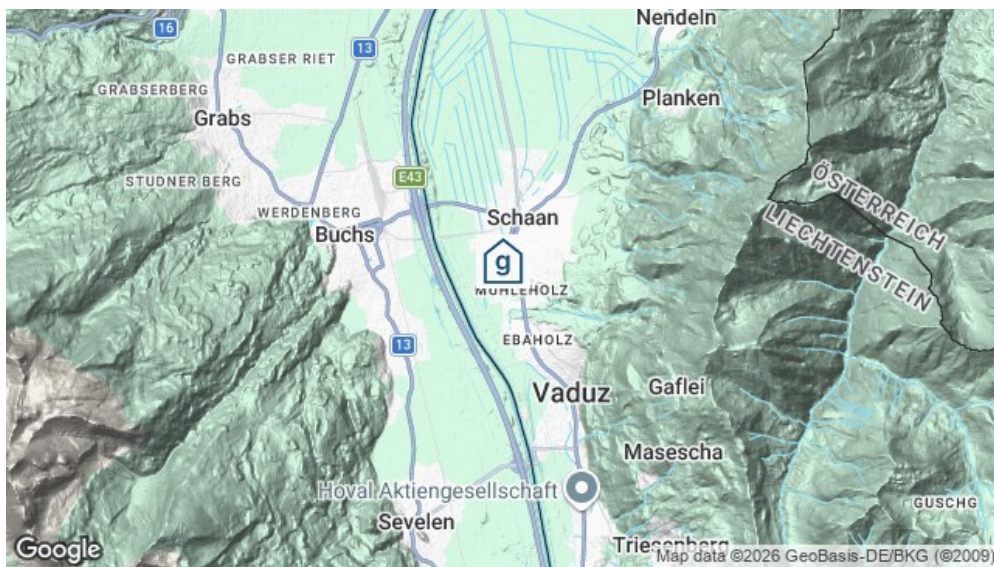 Nendeln
16
13
GRABSER RIET
GRABSERBERG
Planken
Grabs
E43
STUDNER BERG
ÖSTERREICH
WERDENBERG
Schaan
LIECHTENSTEIN
Buchs
g
MÜHLEHOLZ
EBAHOLZ
13
Gaflei
Vaduz
Masescha
Hoval Aktiengesellschaft
GUSCHG
Sevelen
Triesenberg
Google
Map data ©2026 GeoBasis-DE/BKG (©2009)